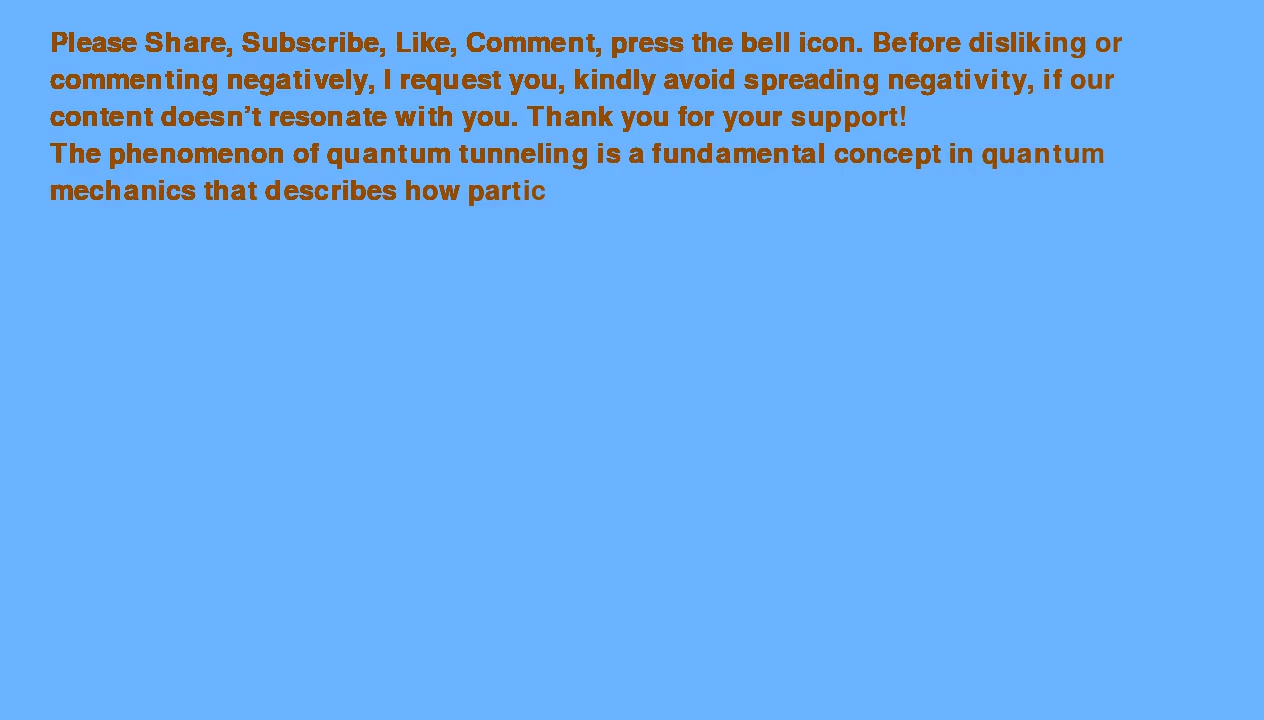 Please Share, Subscribe, Like, Comment, press the bell icon. Before disliking or
commenting negatively, I request you, kindly avoid spreading negativity, if our
content doesn't resonate with you. Thank you for your support!
The phenomenon of quantum tunneling is a fundamental concept in quantum
mechanics that describes how partic